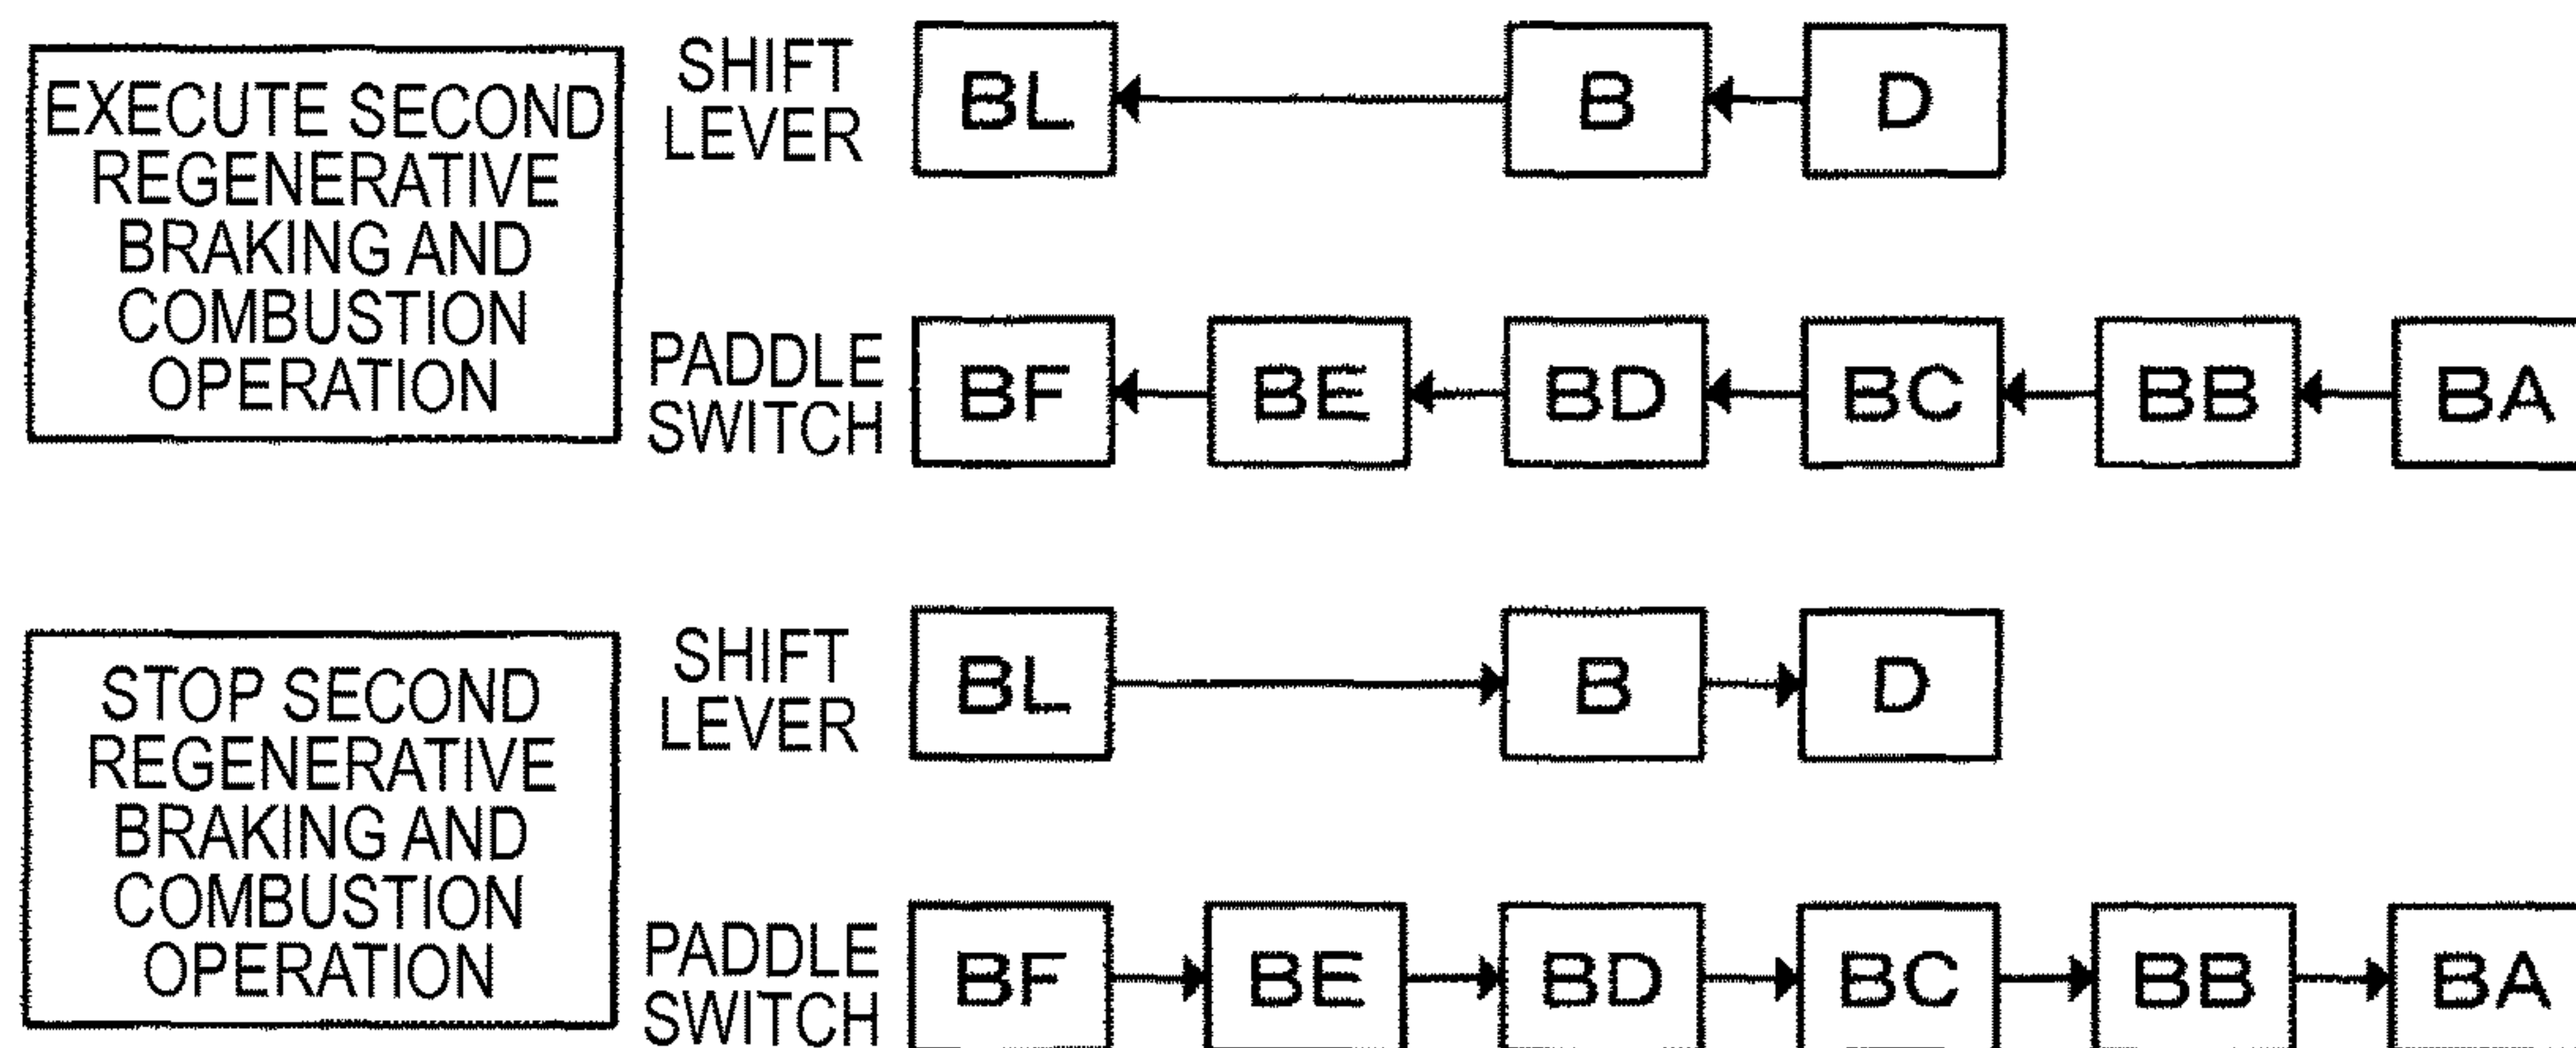 EXECUTE SECOND
REGENERATIVE
BRAKING AND
COMBUSTION
OPERATION
SHIFT
LEVER
BL B D
PADDLE
SWITCH
BF BE BD BC BB BA
STOP SECOND
REGENERATIVE
BRAKING AND
COMBUSTION
OPERATION
SHIFT
LEVER
BL B D
PADDLE
SWITCH
BF BE BD BC BB BA